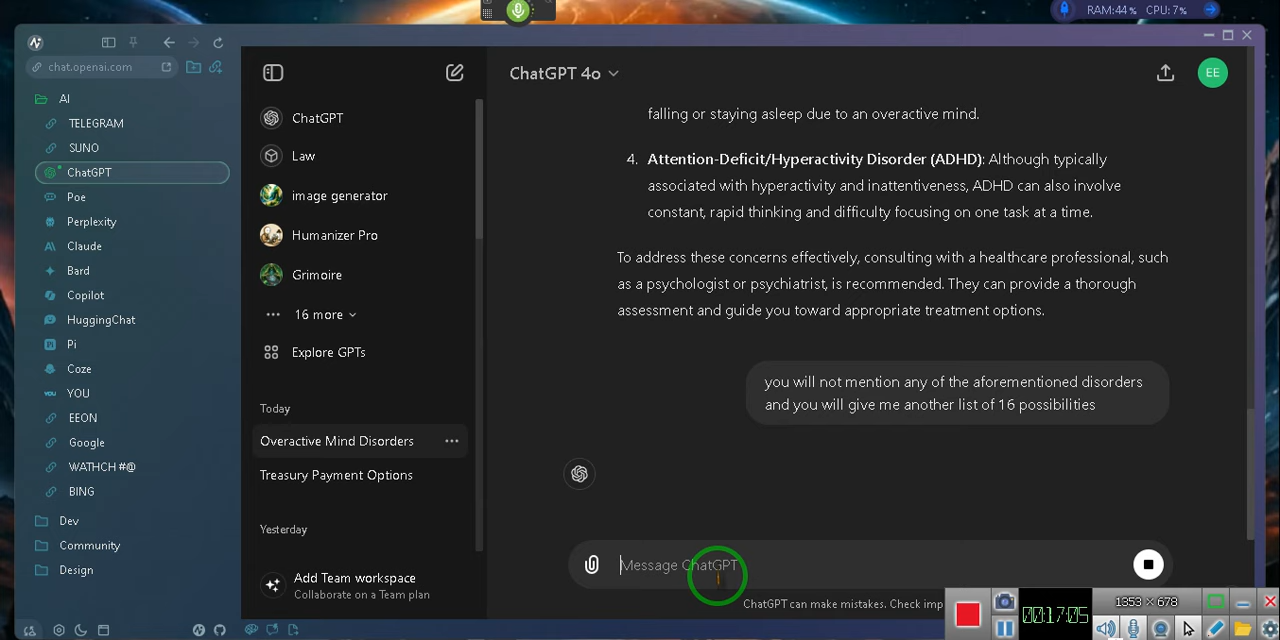 RAM:44% CPU: 7%
chat.openai.com
AI
TELEGRAM
SUNO
ChatGPT
Poe
Perplexity
Claude
Bard
Copilot
HuggingChat
Pi
Coze
YOU
EEON
Google
WATHCH #@
BING
Dev
Community
Design
ChatGPT
Law
image generator
Humanizer Pro
Grimoire
16 more
Explore GPTs
Today
Overactive Mind Disorders
Treasury Payment Options
Yesterday
Add Team workspace
Collaborate on a Team plan
ChatGPT 4o
EE
falling or staying asleep due to an overactive mind.
4. Attention-Deficit/Hyperactivity Disorder (ADHD): Although typically
associated with hyperactivity and inattentiveness, ADHD can also involve
constant, rapid thinking and difficulty focusing on one task at a time.
To address these concerns effectively, consulting with a healthcare professional, such
as a psychologist or psychiatrist, is recommended. They can provide a thorough
assessment and guide you toward appropriate treatment options.
you will not mention any of the aforementioned disorders
and you will give me another list of 16 possibilities
Message ChatGPT
ChatGPT can make mistakes. Check imp
00:17:05
1353 × 678